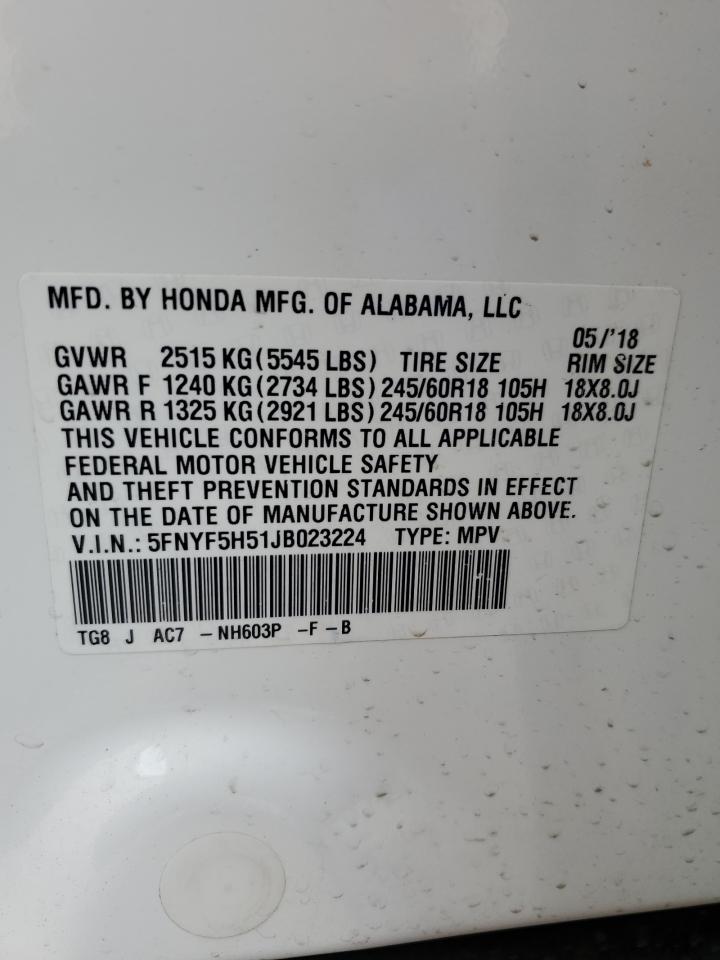 MFD. BY HONDA MFG. OF ALABAMA, LLC
05/'18
GVWR 2515 KG (5545 LBS) TIRE SIZE RIM SIZE
GAWR F 1240 KG (2734 LBS) 245/60R18 105H 18X8.0J
GAWR R 1325 KG (2921 LBS) 245/60R18 105H 18X8.0J
THIS VEHICLE CONFORMS TO ALL APPLICABLE
FEDERAL MOTOR VEHICLE SAFETY
AND THEFT PREVENTION STANDARDS IN EFFECT
ON THE DATE OF MANUFACTURE SHOWN ABOVE.
V.I.N.: 5FNYF5H51JB023224 TYPE: MPV
TG8 J AC7 - NH603P - F - B